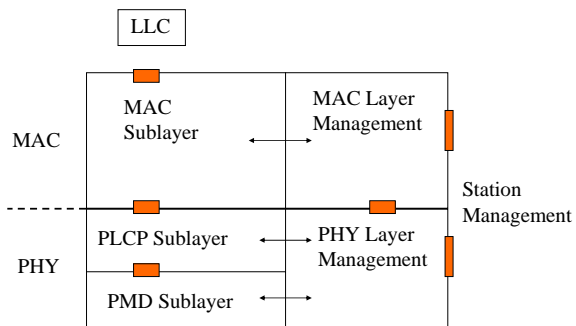 LLC
MAC
Sublayer
MAC Layer
Management
MAC
Station
Management
PLCP Sublayer
PHY Layer
Management
PHY
PMD Sublayer